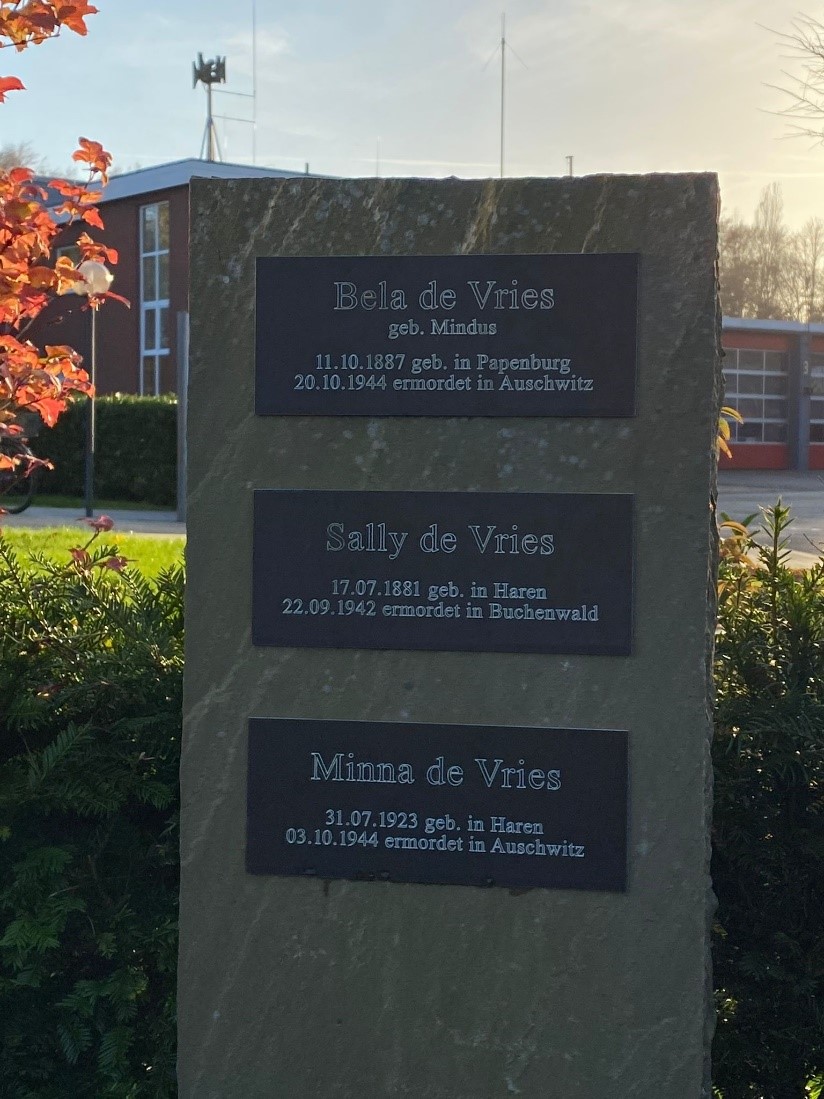 Bela de Vries
geb. Mindus
11.10.1887 geb. in Papenburg
20.10.1944 ermordet in Auschwitz
Sally de Vries
17.07.1881 geb. in Haren
22.09.1942 ermordet in Buchenwald
Minna de Vries
31.07.1923 geb. in Haren
03.10.1944 ermordet in Auschwitz